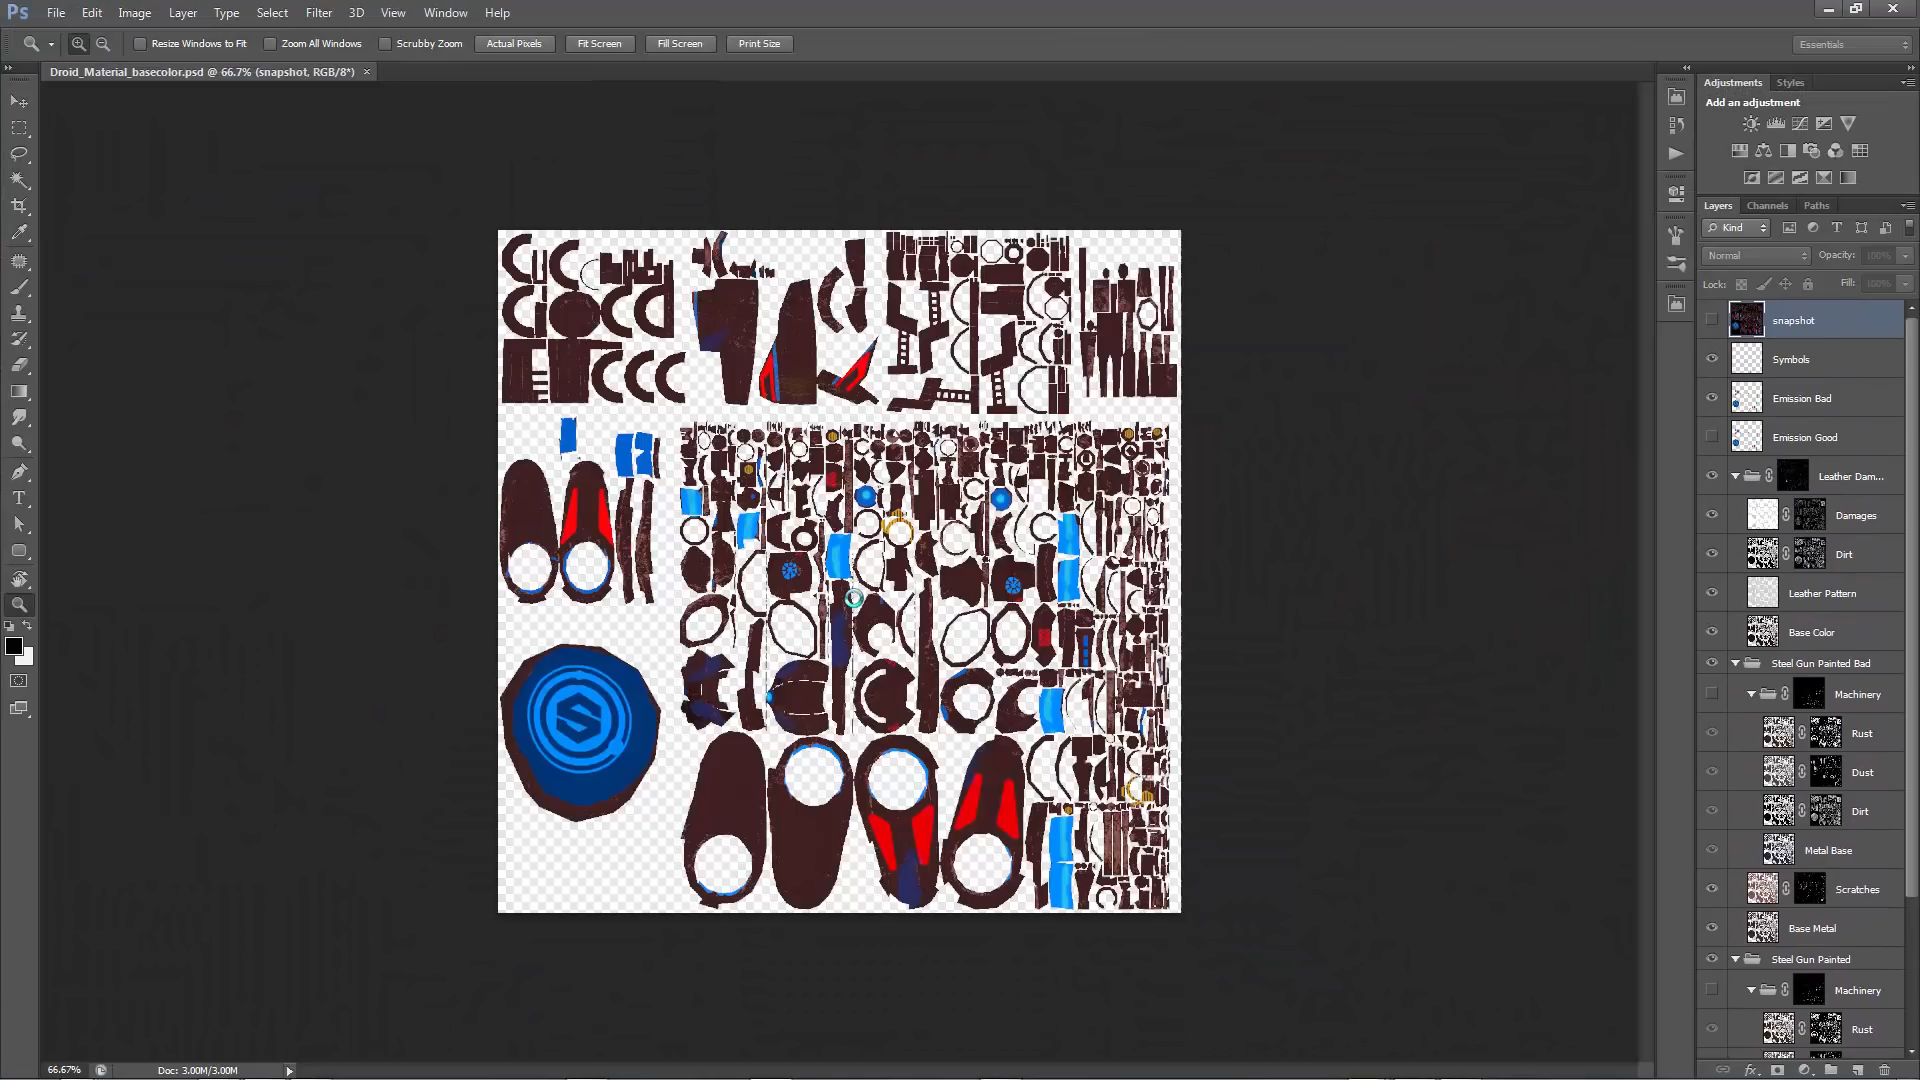 Ps File Edit Image Layer Type Select Filter 3D View Window Help
Resize Windows to Fit Zoom All Windows Scrubby Zoom Actual Pixels Fit Screen Fill Screen Print Size Essentials
Droid_Material_basecolor.psd @ 66.7% (snapshot, RGB/8*) ×
Adjustments Styles
Add an adjustment
Layers Channels Paths
Kind
Normal Opacity: 100%
Lock: Fill: 100%
snapshot
Symbols
Emission Bad
Emission Good
Leather Dam...
Damages
Dirt
Leather Pattern
Base Color
Steel Gun Painted Bad
Machinery
Rust
Dust
Dirt
Metal Base
Scratches
Base Metal
Steel Gun Painted
Machinery
Rust
66.67% Doc: 3.00M/3.00M